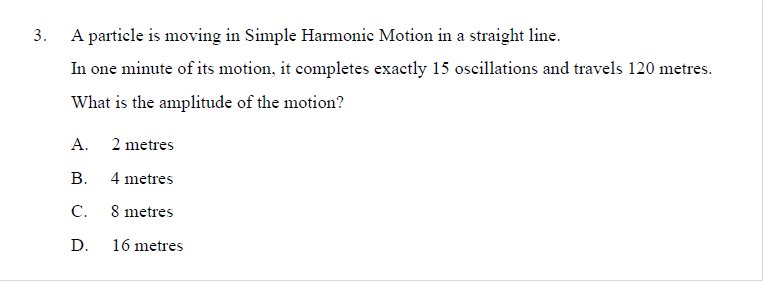 3. A particle is moving in Simple Harmonic Motion in a straight line.
In one minute of its motion, it completes exactly 15 oscillations and travels 120 metres.
What is the amplitude of the motion?
A. 2 metres
B. 4 metres
C. 8 metres
D. 16 metres